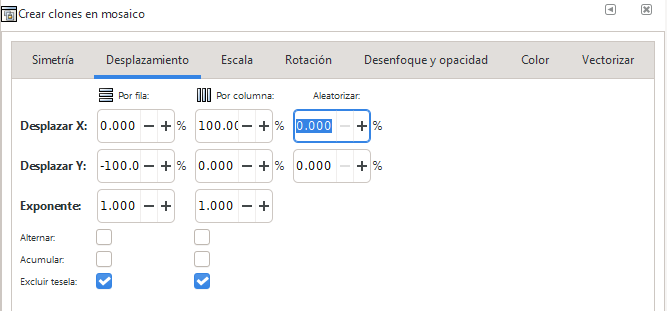 Crear clones en mosaico
Simetría Desplazamiento Escala Rotación Desenfoque y opacidad Color Vectorizar
Por fila: Por columna: Aleatorizar:
Desplazar X: 0.000 − + % 100.00 − + % 0.000 − + %
Desplazar Y: -100.0 − + % 0.000 − + % 0.000 − + %
Exponente: 1.000 − + 1.000 − +
Alternar:
Acumular:
Excluir tesela: